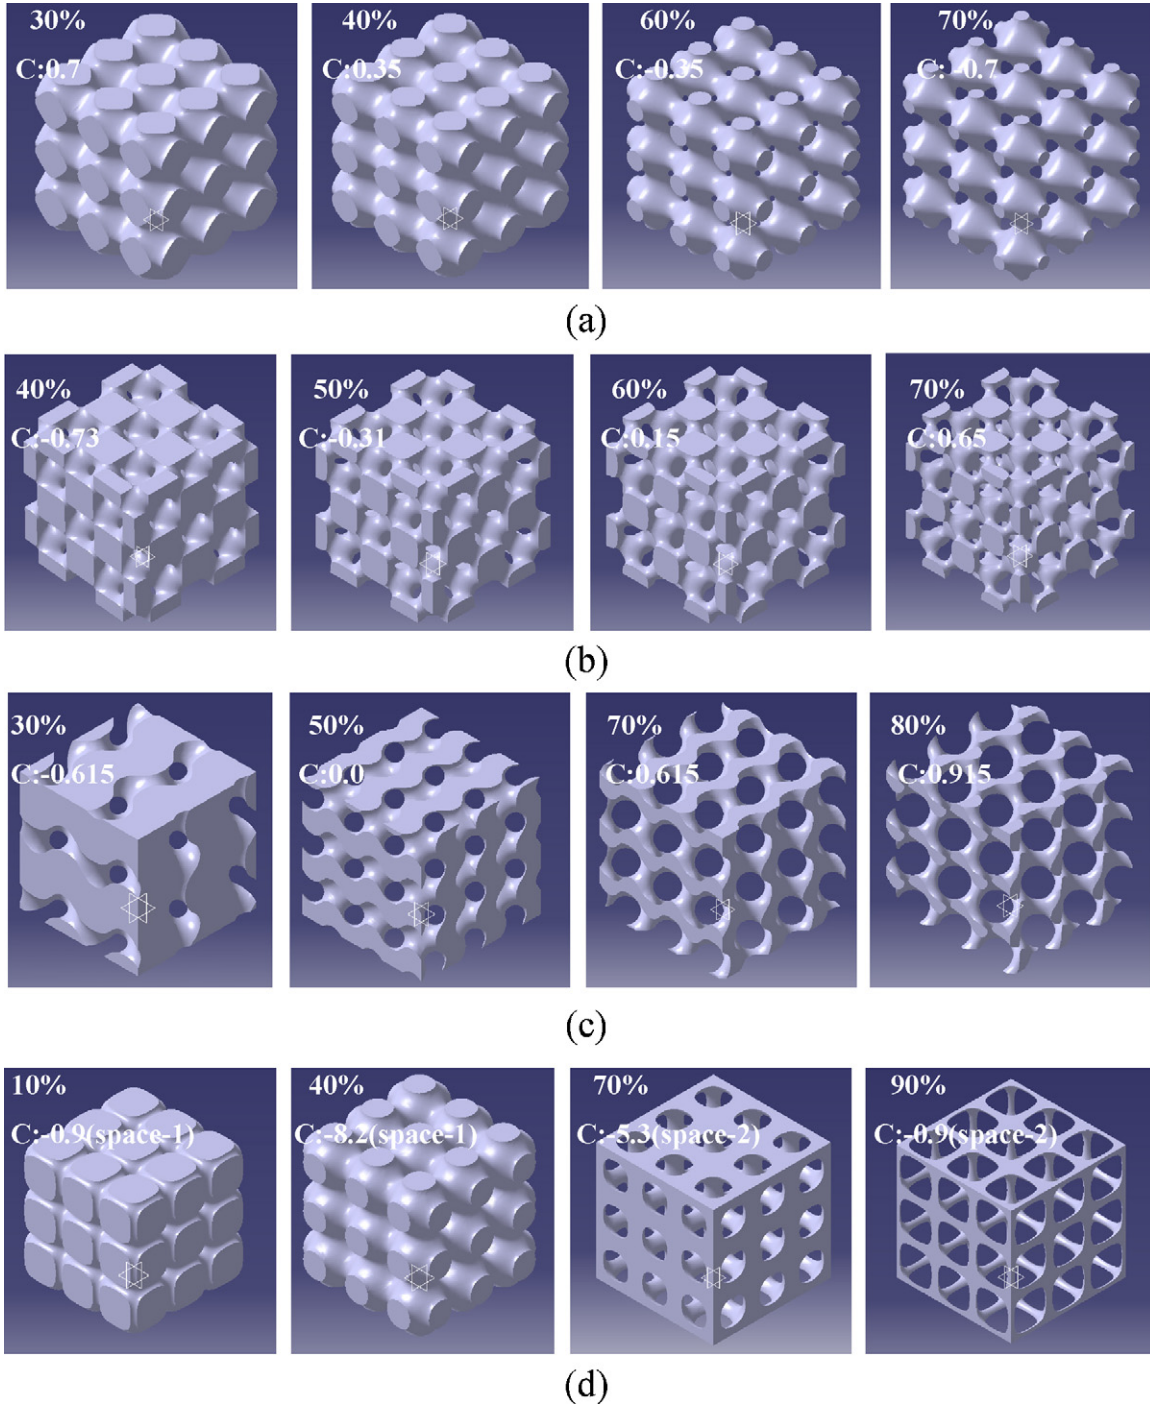 30% 40% 60% 70%
C:0.7 C:0.35 C:-0.35 C: -0.7
(a)
40% 50% 60% 70%
C:-0.73 C:-0.31 C:0.15 C:0.65
(b)
30% 50% 70% 80%
C:-0.615 C:0.0 C:0.615 C:0.915
(c)
10% 40% 70% 90%
C:-0.9(space-1) C:-8.2(space-1) C:-5.3(space-2) C:-0.9(space-2)
(d)